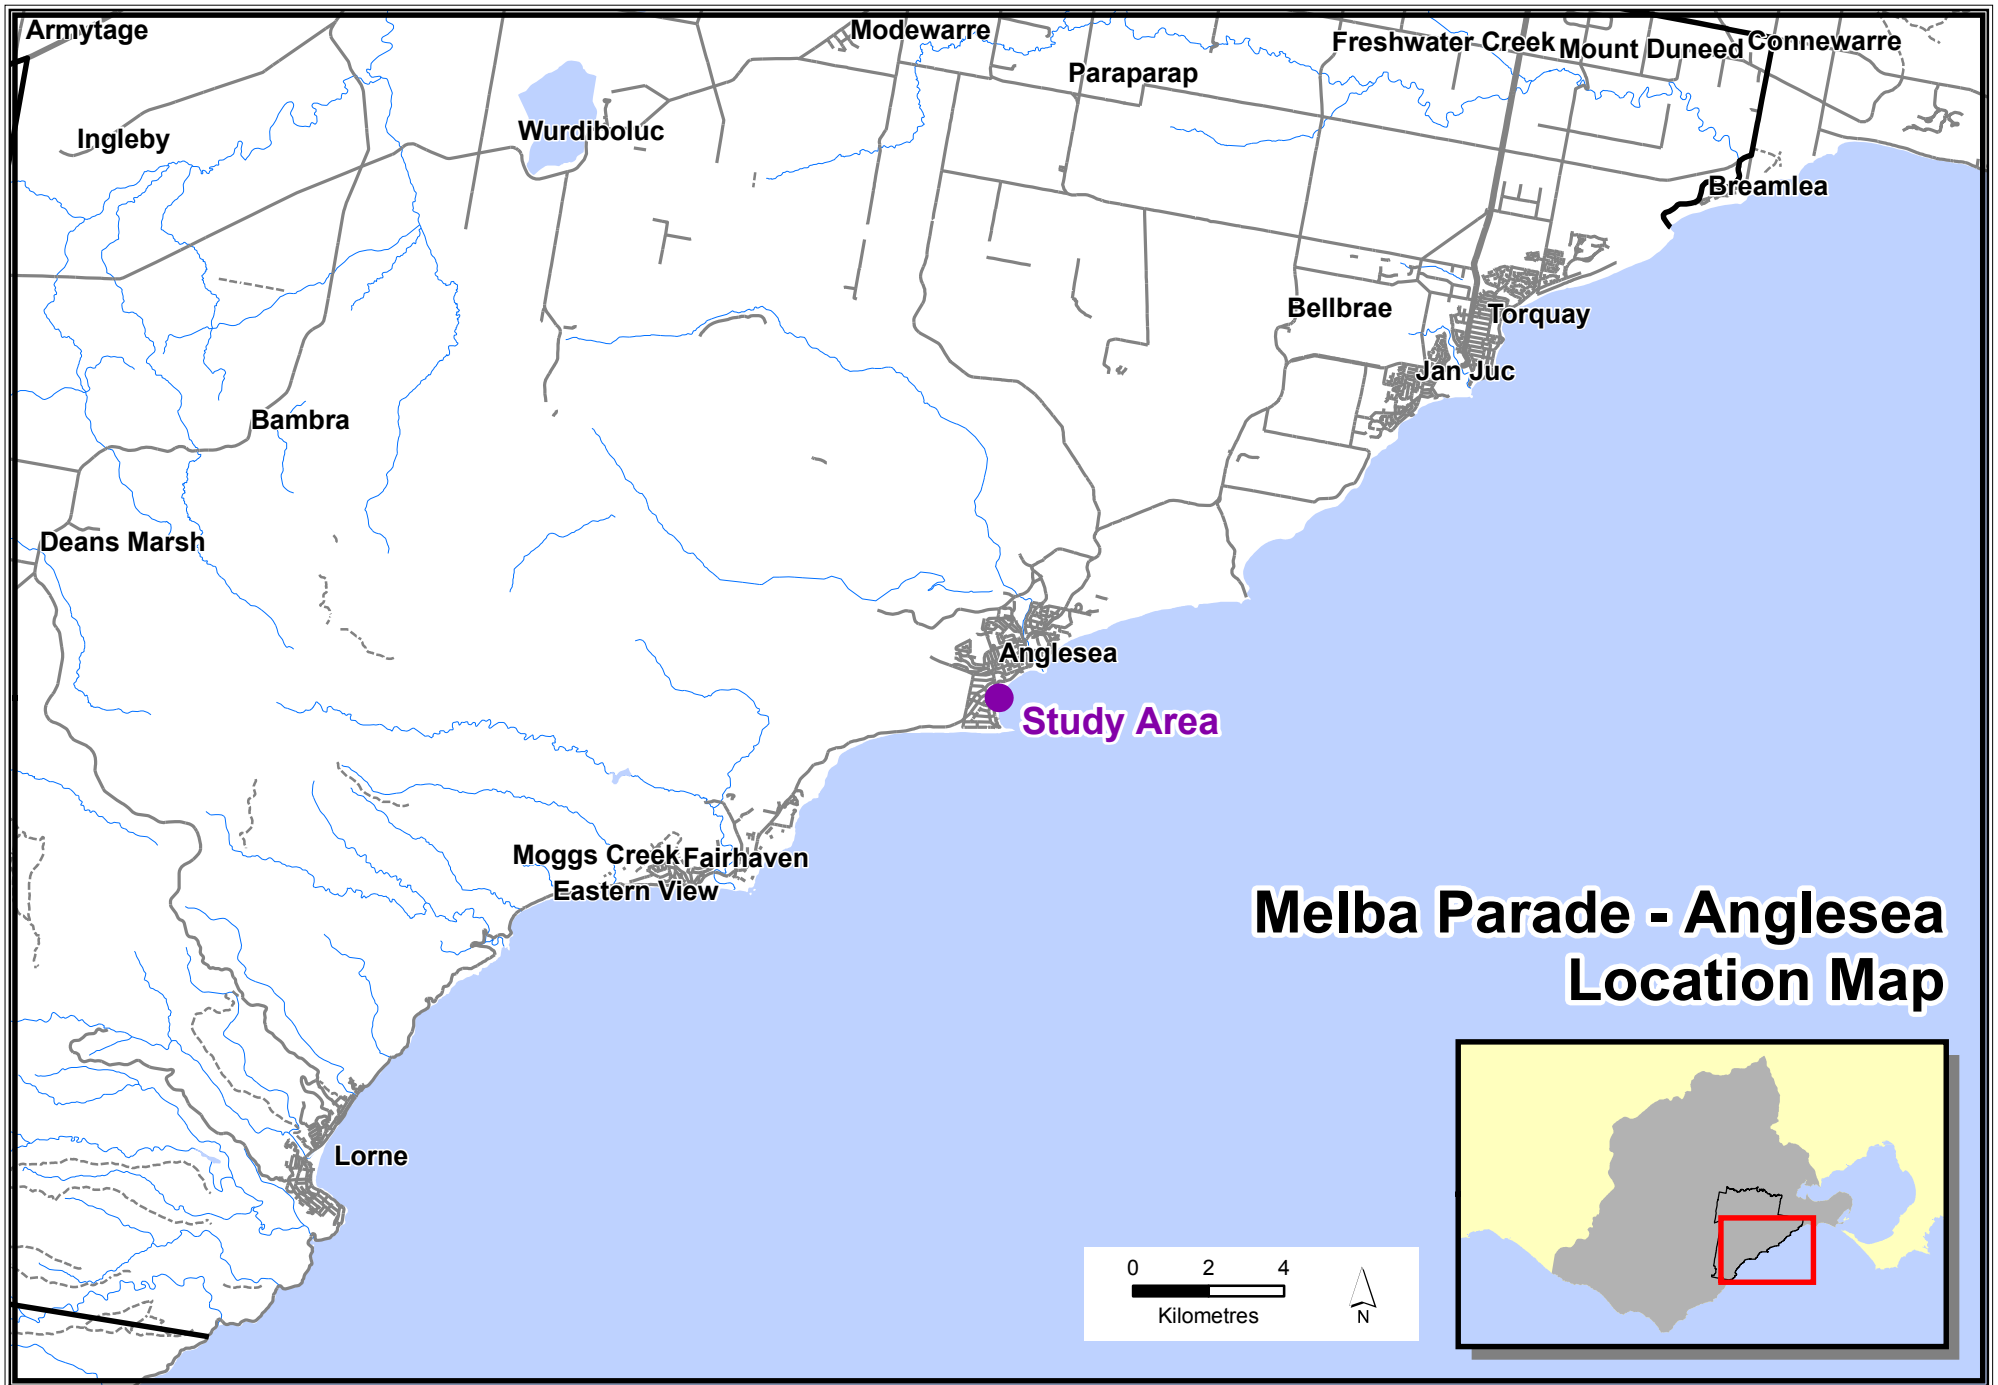 Armytage
Modewarre
Freshwater Creek
Mount Duneed
Connewarre
Paraparap
Ingleby
Wurdiboluc
Breamlea
Bellbrae
Torquay
Jan Juc
Bambra
Deans Marsh
Anglesea
Study Area
Moggs Creek
Fairhaven
Eastern View
Melba Parade - Anglesea
Location Map
Lorne
0 2 4
Kilometres
N